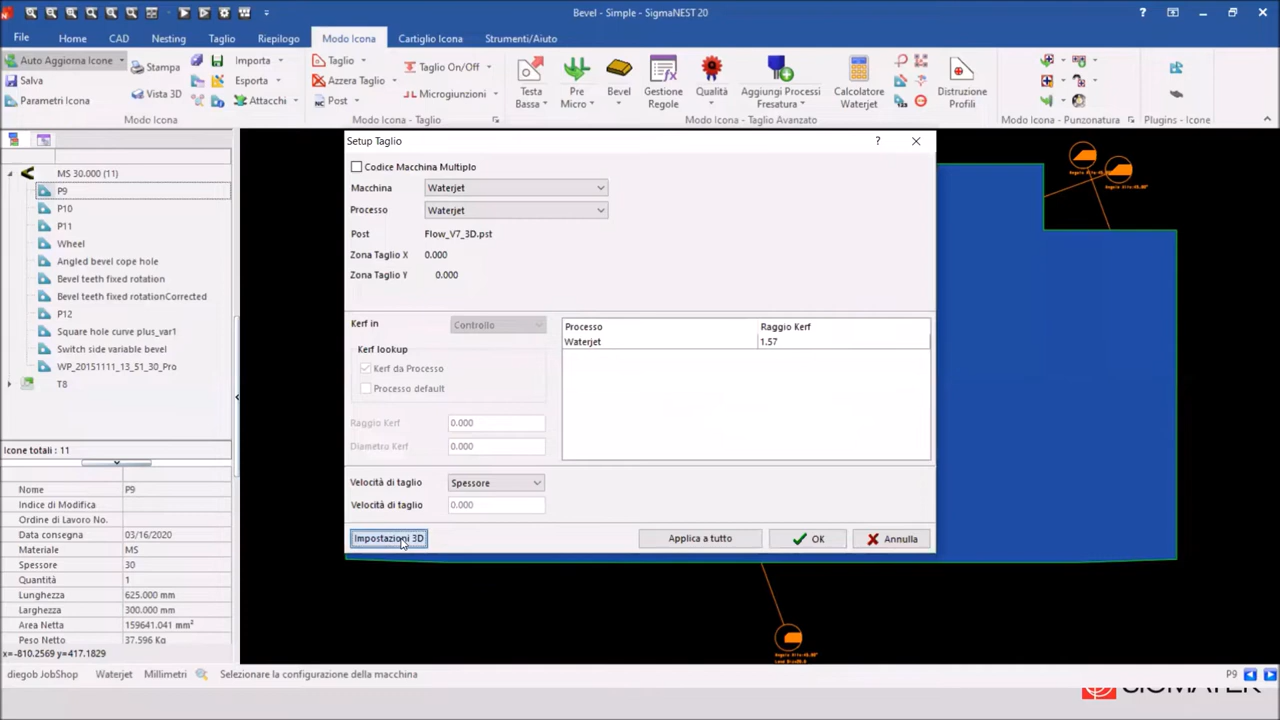 Bevel - Simple - SigmaNEST 20
File Home CAD Nesting Taglio Riepilogo Modo Icona Cartiglio Icona Strumenti/Aiuto
Auto Aggiorna Icone
Salva
Parametri Icona
Stampa
Vista 3D
Importa
Esporta
Attacchi
Modo Icona
Taglio
Azzera Taglio
Post
Taglio On/Off
Microgiunzioni
Modo Icona - Taglio
Testa
Bassa
Pre
Micro
Bevel
Gestione
Regole
Qualità
Aggiungi Processi
Fresatura
Calcolatore
Waterjet
Distruzione
Profili
Modo Icona - Taglio Avanzato
Modo Icona - Punzonatura
Plugins - Icone
MS 30.000 (11)
P9
P10
P11
Wheel
Angled bevel cope hole
Bevel teeth fixed rotation
Bevel teeth fixed rotationCorrected
P12
Square hole curve plus_var1
Switch side variable bevel
WP_20151111_13_51_30_Pro
T8
Icone totali : 11
Nome P9
Indice di Modifica
Ordine di Lavoro No.
Data consegna 03/16/2020
Materiale MS
Spessore 30
Quantità 1
Lunghezza 625.000 mm
Larghezza 300.000 mm
Area Netta 159641.041 mm²
Peso Netto 37.596 Kg
x=-810.2569 y=417.1829
Setup Taglio
Codice Macchina Multiplo
Macchina Waterjet
Processo Waterjet
Post Flow_V7_3D.pst
Zona Taglio X 0.000
Zona Taglio Y 0.000
Kerf in Controllo
Kerf lookup
Kerf da Processo
Processo default
Raggio Kerf 0.000
Diametro Kerf 0.000
Processo Raggio Kerf
Waterjet 1.57
Velocità di taglio Spessore
Velocità di taglio 0.000
Impostazioni 3D
Applica a tutto
OK
Annulla
diegob JobShop Waterjet Millimetri Selezionare la configurazione della macchina P9